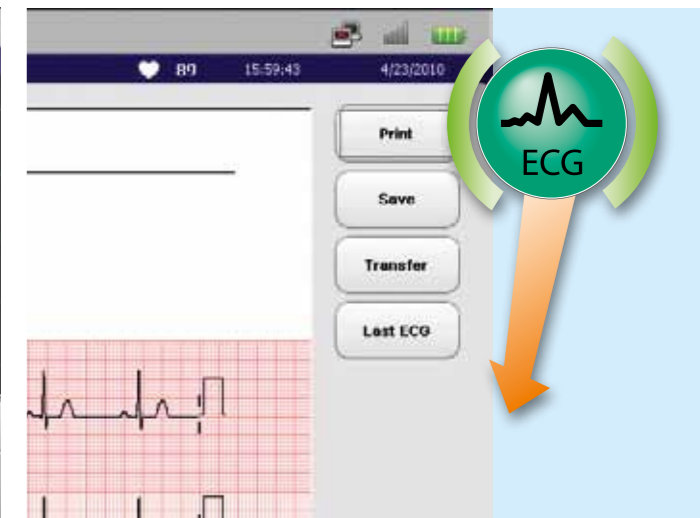 89 15:59:43 4/23/2010
Print
ECG
Save
Transfer
Last ECG